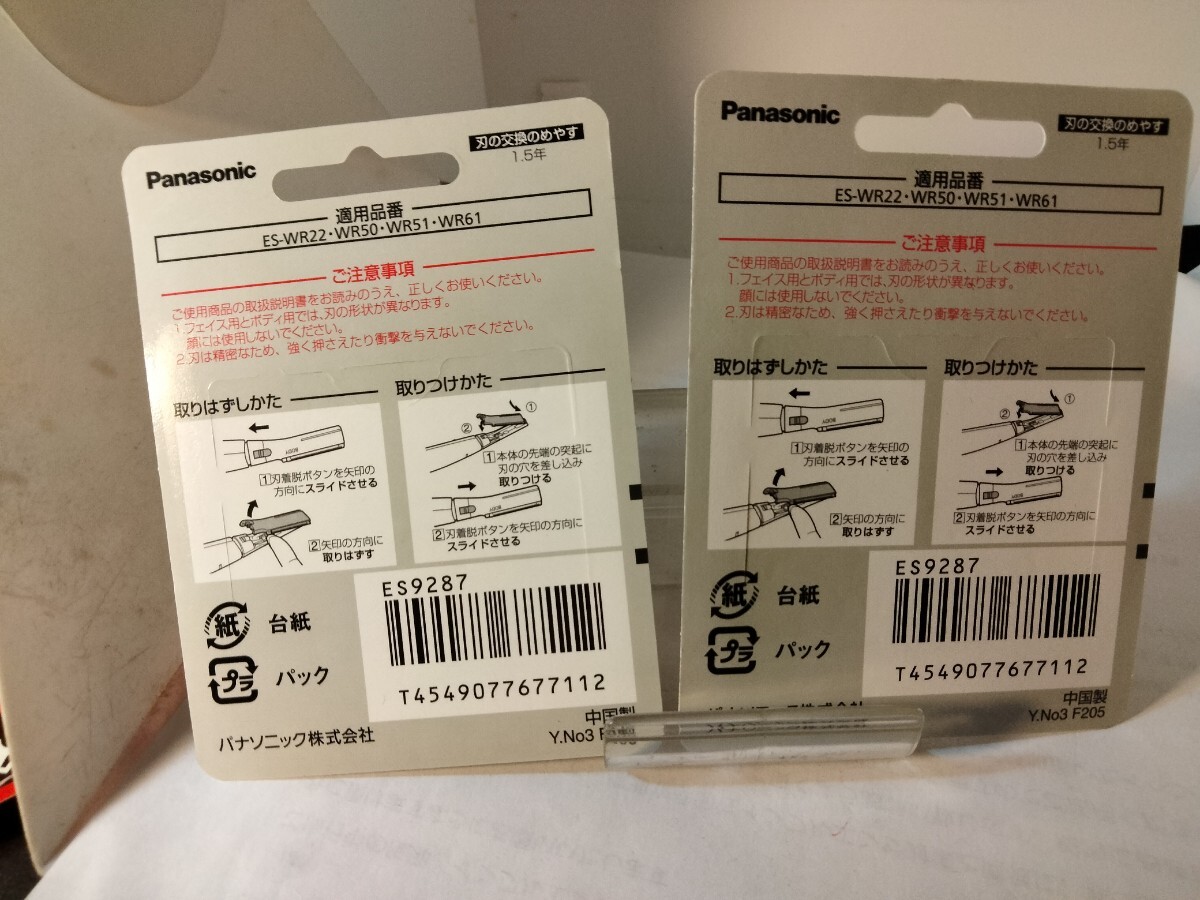 Panasonic
刃の交換のめやす
1.5年
適用品番
ES-WR22・WR50・WR51・WR61
ご注意事項
ご使用商品の取扱説明書をお読みのうえ、正しくお使いください。
1.フェイス用とボディ用では、刃の形状が異なります。
顔には使用しないでください。
2.刃は精密なため、強く押さえたり衝撃を与えないでください。
取りはずしかた
BODY
1刃着脱ボタンを矢印の
方向にスライドさせる
2矢印の方向に
取りはずす
取りつけかた
①
②
1本体の先端の突起に
刃の穴を差し込み
取りつける
BODY
2刃着脱ボタンを矢印の方向に
スライドさせる
紙
台紙
プラ
パック
ES9287
T4549077677112
パナソニック株式会社
中国製
Y.No3
Panasonic
刃の交換のめやす
1.5年
適用品番
ES-WR22・WR50・WR51・WR61
ご注意事項
ご使用商品の取扱説明書をお読みのうえ、正しくお使いください。
1.フェイス用とボディ用では、刃の形状が異なります。
顔には使用しないでください。
2.刃は精密なため、強く押さえたり衝撃を与えないでください。
取りはずしかた
BODY
1刃着脱ボタンを矢印の
方向にスライドさせる
2矢印の方向に
取りはずす
取りつけかた
①
②
1本体の先端の突起に
刃の穴を差し込み
取りつける
BODY
2刃着脱ボタンを矢印の方向に
スライドさせる
紙
台紙
プラ
パック
ES9287
T4549077677112
中国製
Y.No3 F205